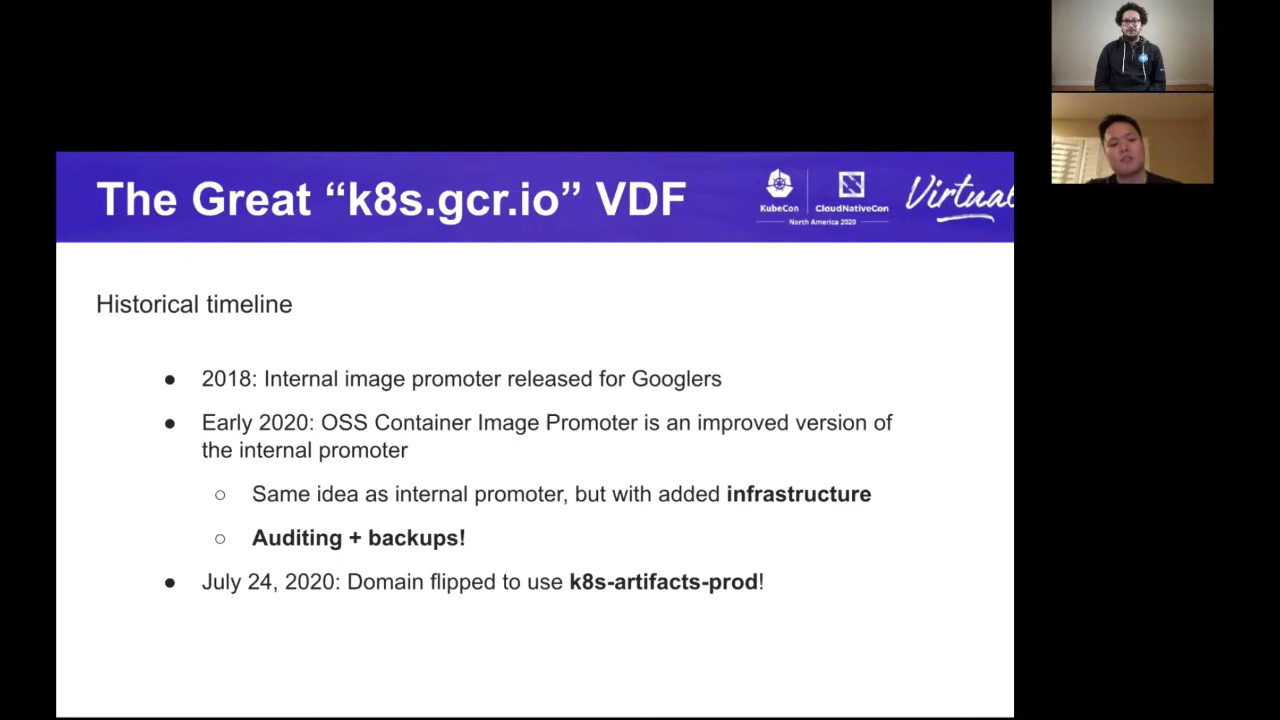 The Great “k8s.gcr.io” VDF
KubeCon
CloudNativeCon
North America 2020
Virtual
Historical timeline
● 2018: Internal image promoter released for Googlers
● Early 2020: OSS Container Image Promoter is an improved version of
the internal promoter
○ Same idea as internal promoter, but with added infrastructure
○ Auditing + backups!
● July 24, 2020: Domain flipped to use k8s-artifacts-prod!